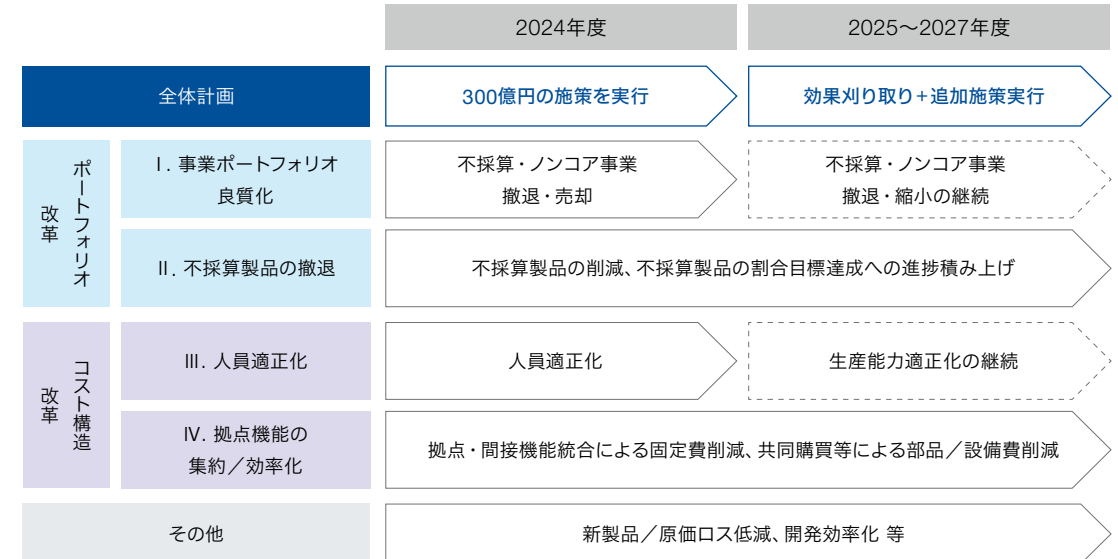 2024年度
2025～2027年度
全体計画
300億円の施策を実行
効果刈り取り＋追加施策実行
ポートフォリオ
改革
Ⅰ. 事業ポートフォリオ
良質化
不採算・ノンコア事業
撤退・売却
不採算・ノンコア事業
撤退・縮小の継続
Ⅱ. 不採算製品の撤退
不採算製品の削減、不採算製品の割合目標達成への進捗積み上げ
コスト構造
改革
Ⅲ. 人員適正化
人員適正化
生産能力適正化の継続
Ⅳ. 拠点機能の
集約／効率化
拠点・間接機能統合による固定費削減、共同購買等による部品／設備費削減
その他
新製品／原価ロス低減、開発効率化 等